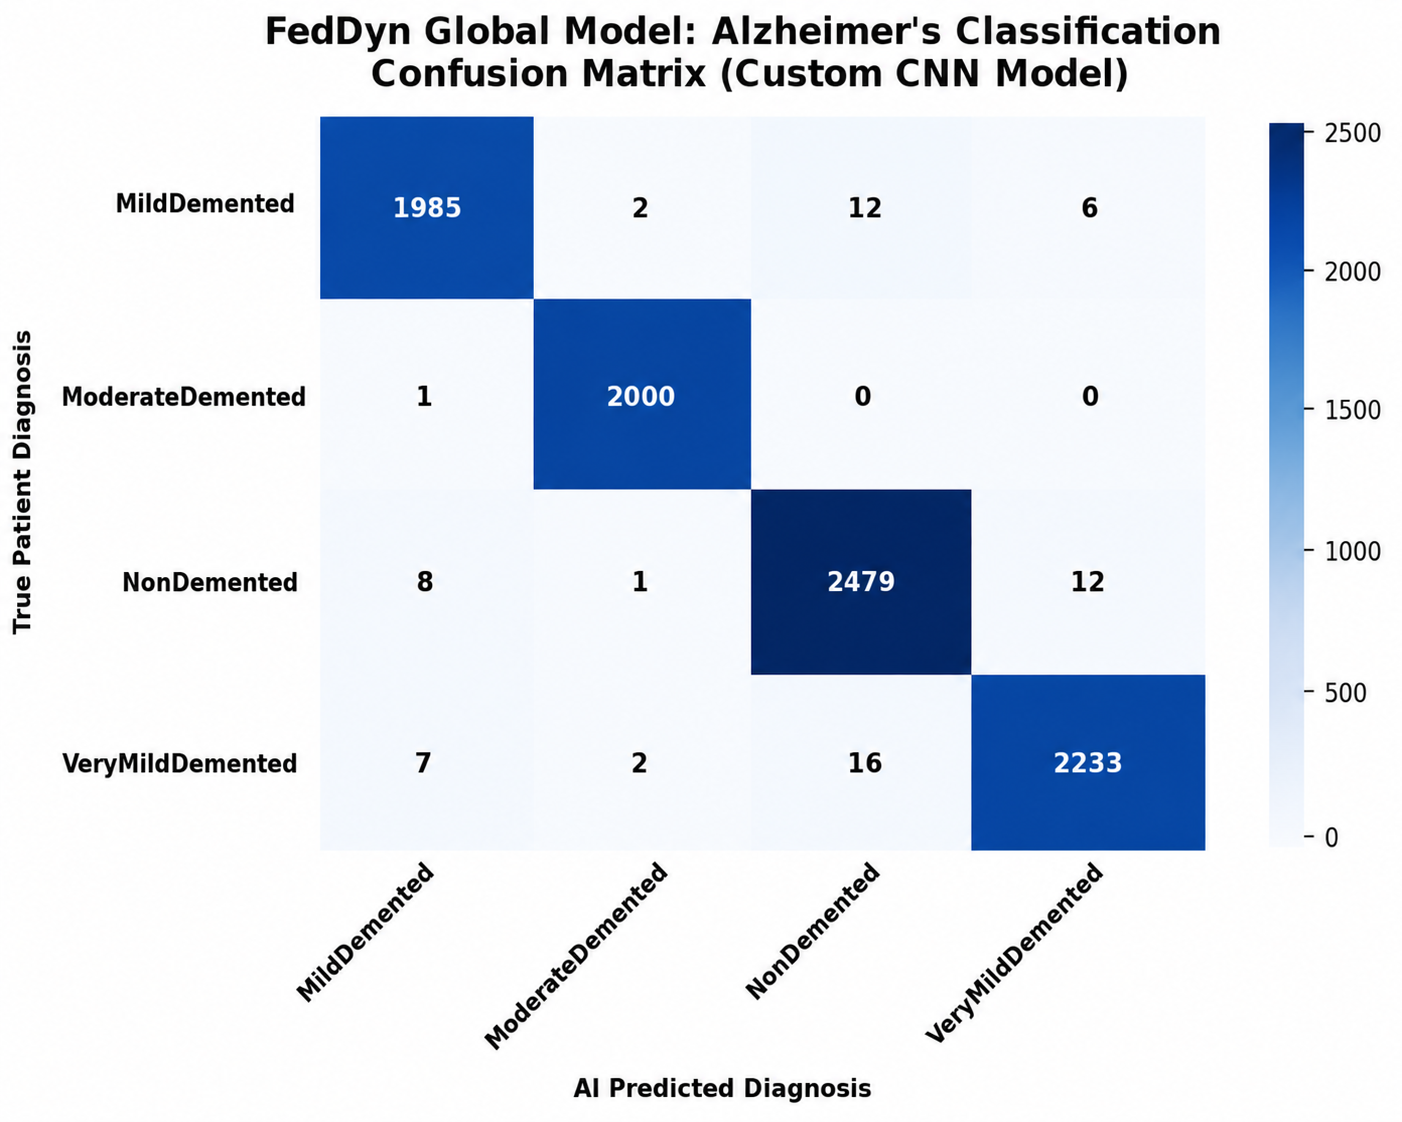 FedDyn Global Model: Alzheimer's Classification
Confusion Matrix (Custom CNN Model)
True Patient Diagnosis
MildDemented
1985 2 12 6
ModerateDemented
1 2000 0 0
NonDemented
8 1 2479 12
VeryMildDemented
7 2 16 2233
MildDemented
ModerateDemented
NonDemented
VeryMildDemented
AI Predicted Diagnosis
2500
2000
1500
1000
500
0